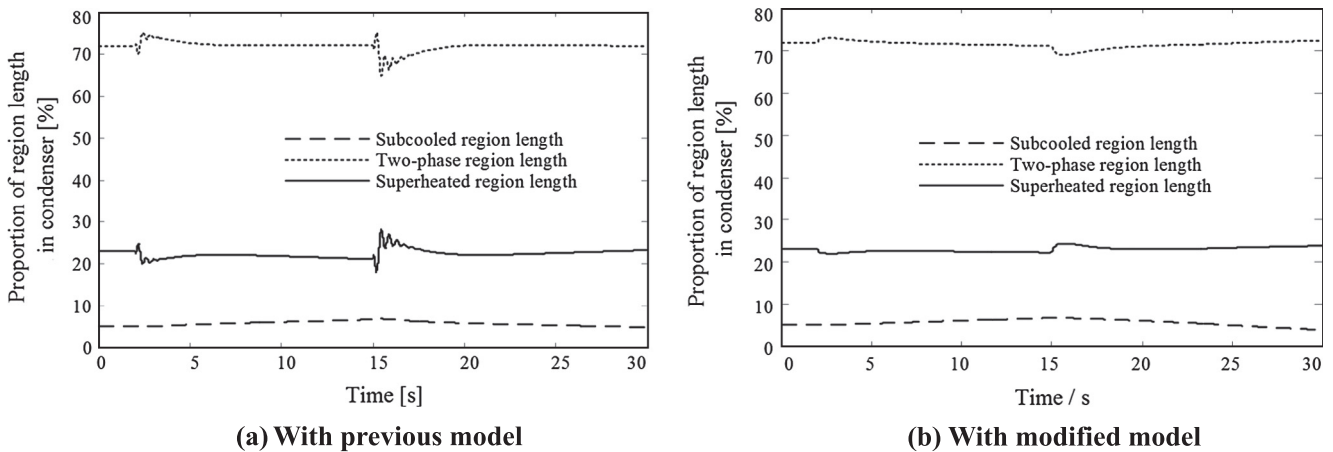 80
70
60
50
40
30
20
10
0
Proportion of region length
in condenser [%]
Subcooled region length
Two-phase region length
Superheated region length
0 5 10 15 20 25 30
Time [s]
(a) With previous model
80
70
60
50
40
30
20
10
0
Proportion of region length
in condenser [%]
Subcooled region length
Two-phase region length
Superheated region length
0 5 10 15 20 25 30
Time / s
(b) With modified model